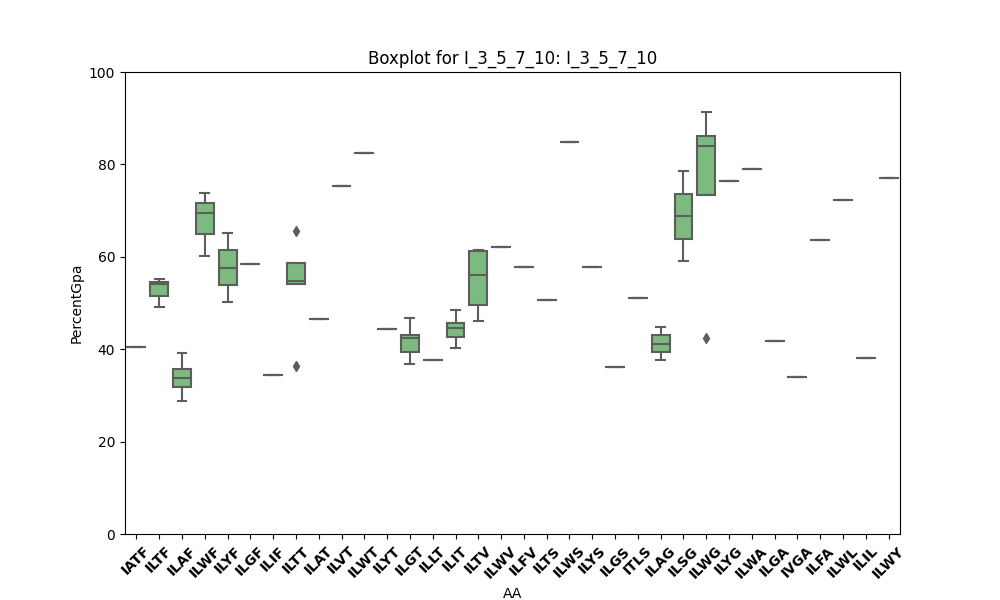 Boxplot for I_3_5_7_10: I_3_5_7_10
100
80
60
40
20
0
PercentGpa
IATF ILTF ILAF ILWF ILYF ILGF ILIF ILTT ILAT ILVT ILWT ILYT ILGT ILLT ILIT ILTV ILWV ILFV ILTS ILWS ILYS ILGS ITLS ILAG ILSG ILWG ILYG ILWA ILGA IVGA ILFA ILWL ILIL ILWY
AA